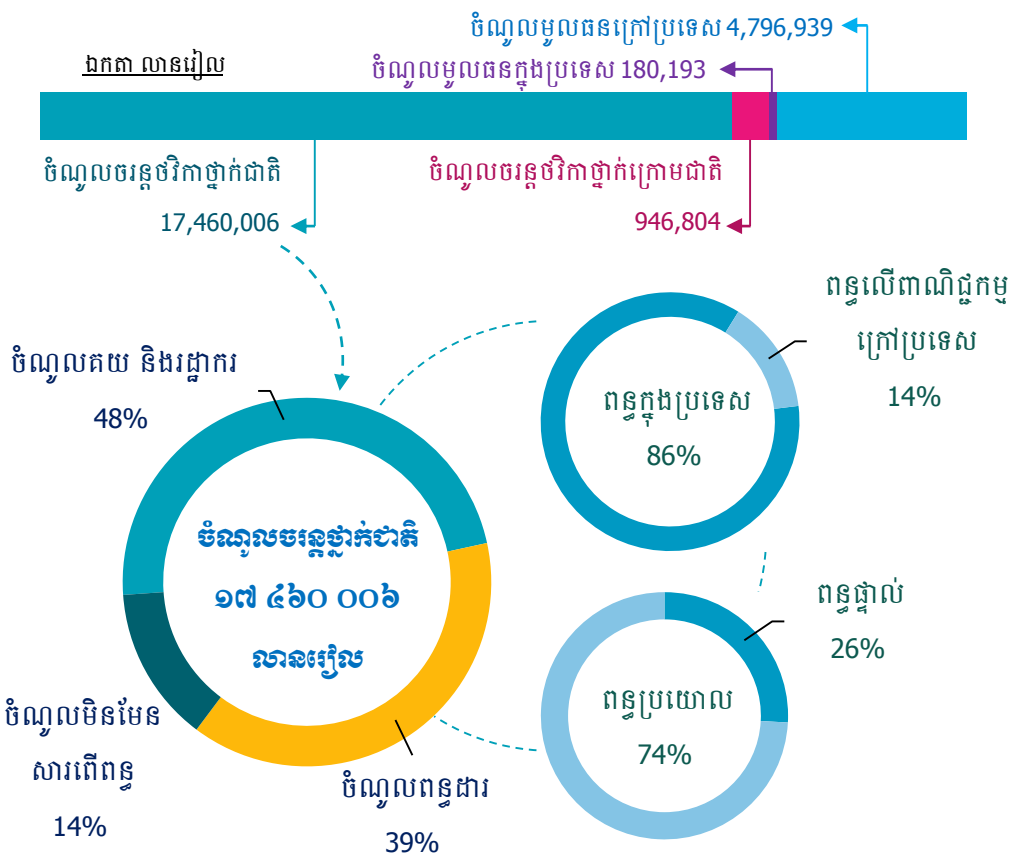 ចំណូលមូលធនក្រៅប្រទេស 4,796,939
ឯកតា លានរៀល
ចំណូលមូលធនក្នុងប្រទេស 180,193
ចំណូលចរន្តថវិកាថ្នាក់ជាតិ
17,460,006
ចំណូលចរន្តថវិកាថ្នាក់ក្រោមជាតិ
946,804
ចំណូលគយ និងរដ្ឋាករ
48%
ចំណូលចរន្តថ្នាក់ជាតិ
១៧ ៤៦០ ០០៦
លានរៀល
ចំណូលមិនមែន
សារពើពន្ធ
14%
ចំណូលពន្ធដារ
39%
ពន្ធលើពាណិជ្ជកម្ម
ក្រៅប្រទេស
14%
ពន្ធក្នុងប្រទេស
86%
ពន្ធផ្ទាល់
26%
ពន្ធប្រយោល
74%